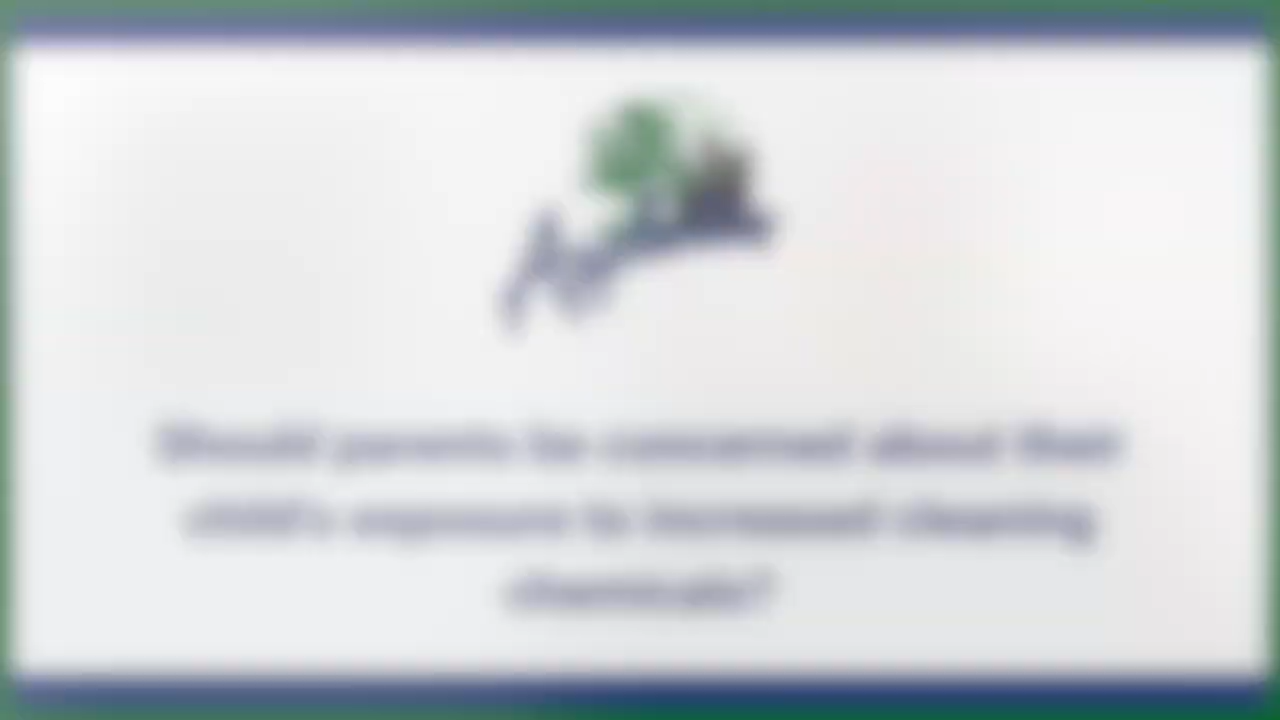 Should parents be concerned about their
child's exposure to increased cleaning
chemicals?